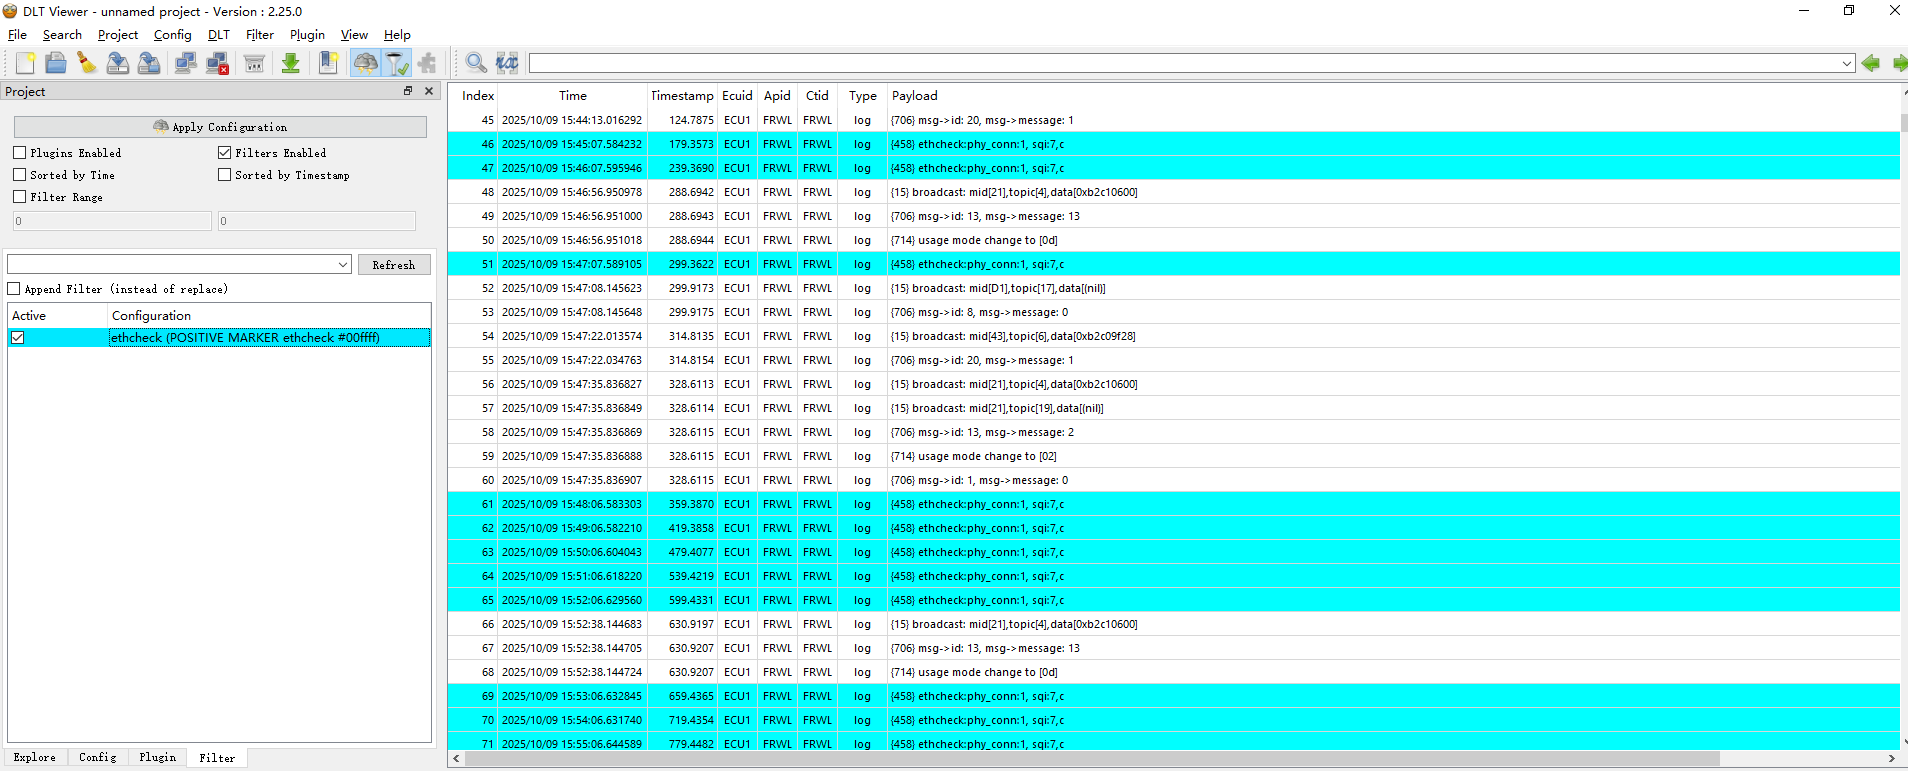 DLT Viewer - unnamed project - Version : 2.25.0
File Search Project Config DLT Filter Plugin View Help
Project
Apply Configuration
Plugins Enabled Filters Enabled
Sorted by Time Sorted by Timestamp
Filter Range
0 0
Refresh
Append Filter (instead of replace)
Active Configuration
ethcheck (POSITIVE MARKER ethcheck #00ffff)
Explore Config Plugin Filter
Index Time Timestamp Ecuid Apid Ctid Type Payload
45 2025/10/09 15:44:13.016292 124.7875 ECU1 FRWL FRWL log {706} msg->id: 20, msg->message: 1
46 2025/10/09 15:45:07.584232 179.3573 ECU1 FRWL FRWL log {458} ethcheck:phy_conn:1, sqi:7,c
47 2025/10/09 15:46:07.595946 239.3690 ECU1 FRWL FRWL log {458} ethcheck:phy_conn:1, sqi:7,c
48 2025/10/09 15:46:56.950978 288.6942 ECU1 FRWL FRWL log {15} broadcast: mid[21],topic[4],data[0xb2c10600]
49 2025/10/09 15:46:56.951000 288.6943 ECU1 FRWL FRWL log {706} msg->id: 13, msg->message: 13
50 2025/10/09 15:46:56.951018 288.6944 ECU1 FRWL FRWL log {714} usage mode change to [0d]
51 2025/10/09 15:47:07.589105 299.3622 ECU1 FRWL FRWL log {458} ethcheck:phy_conn:1, sqi:7,c
52 2025/10/09 15:47:08.145623 299.9173 ECU1 FRWL FRWL log {15} broadcast: mid[D1],topic[17],data[(nil)]
53 2025/10/09 15:47:08.145648 299.9175 ECU1 FRWL FRWL log {706} msg->id: 8, msg->message: 0
54 2025/10/09 15:47:22.013574 314.8135 ECU1 FRWL FRWL log {15} broadcast: mid[43],topic[6],data[0xb2c09f28]
55 2025/10/09 15:47:22.034763 314.8154 ECU1 FRWL FRWL log {706} msg->id: 20, msg->message: 1
56 2025/10/09 15:47:35.836827 328.6113 ECU1 FRWL FRWL log {15} broadcast: mid[21],topic[4],data[0xb2c10600]
57 2025/10/09 15:47:35.836849 328.6114 ECU1 FRWL FRWL log {15} broadcast: mid[21],topic[19],data[(nil)]
58 2025/10/09 15:47:35.836869 328.6115 ECU1 FRWL FRWL log {706} msg->id: 13, msg->message: 2
59 2025/10/09 15:47:35.836888 328.6115 ECU1 FRWL FRWL log {714} usage mode change to [02]
60 2025/10/09 15:47:35.836907 328.6115 ECU1 FRWL FRWL log {706} msg->id: 1, msg->message: 0
61 2025/10/09 15:48:06.583303 359.3870 ECU1 FRWL FRWL log {458} ethcheck:phy_conn:1, sqi:7,c
62 2025/10/09 15:49:06.582210 419.3858 ECU1 FRWL FRWL log {458} ethcheck:phy_conn:1, sqi:7,c
63 2025/10/09 15:50:06.604043 479.4077 ECU1 FRWL FRWL log {458} ethcheck:phy_conn:1, sqi:7,c
64 2025/10/09 15:51:06.618220 539.4219 ECU1 FRWL FRWL log {458} ethcheck:phy_conn:1, sqi:7,c
65 2025/10/09 15:52:06.629560 599.4331 ECU1 FRWL FRWL log {458} ethcheck:phy_conn:1, sqi:7,c
66 2025/10/09 15:52:38.144683 630.9197 ECU1 FRWL FRWL log {15} broadcast: mid[21],topic[4],data[0xb2c10600]
67 2025/10/09 15:52:38.144705 630.9207 ECU1 FRWL FRWL log {706} msg->id: 13, msg->message: 13
68 2025/10/09 15:52:38.144724 630.9207 ECU1 FRWL FRWL log {714} usage mode change to [0d]
69 2025/10/09 15:53:06.632845 659.4365 ECU1 FRWL FRWL log {458} ethcheck:phy_conn:1, sqi:7,c
70 2025/10/09 15:54:06.631740 719.4354 ECU1 FRWL FRWL log {458} ethcheck:phy_conn:1, sqi:7,c
71 2025/10/09 15:55:06.644589 779.4482 ECU1 FRWL FRWL log {458} ethcheck:phy_conn:1, sqi:7,c